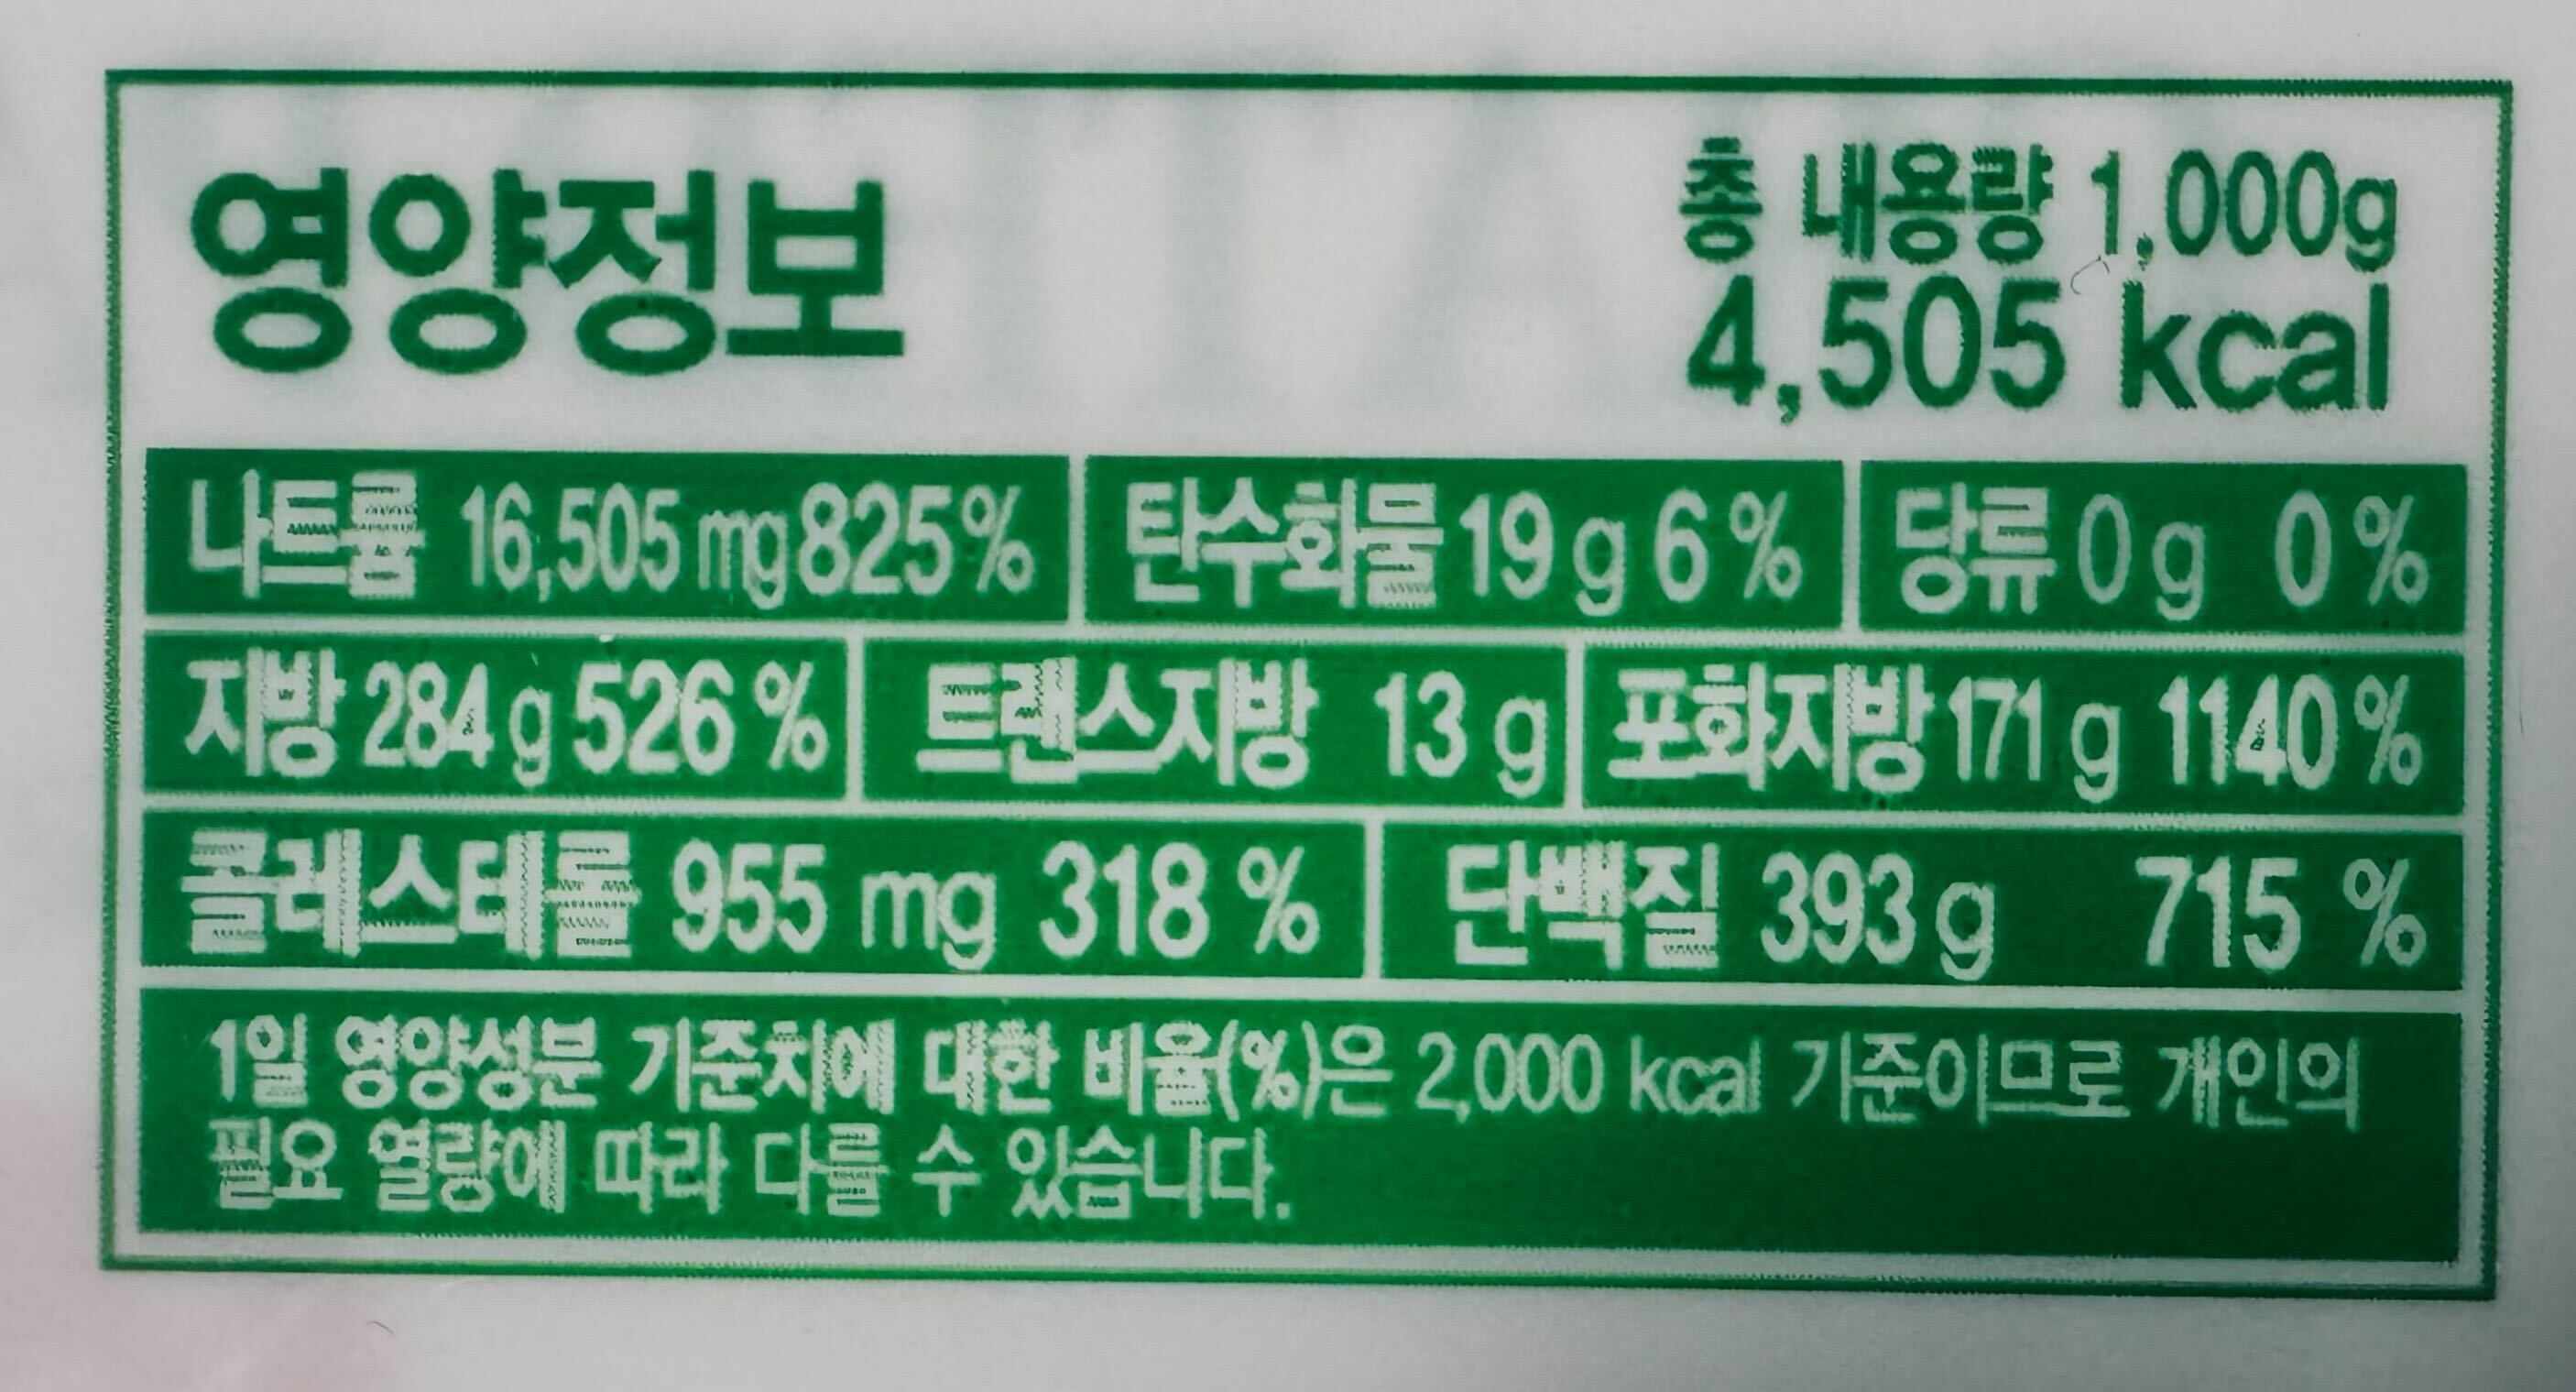 영양정보
총 내용량 1,000g
4,505 kcal
나트륨 16,505 mg 825% 탄수화물 19 g 6% 당류 0 g 0%
지방 284 g 526 % 트랜스지방 13 g 포화지방 171 g 1140%
콜레스테롤 955 mg 318 % 단백질 393 g 715 %
1일 영양성분 기준치에 대한 비율(%)은 2,000 kcal 기준이므로 개인의
필요 열량에 따라 다를 수 있습니다.